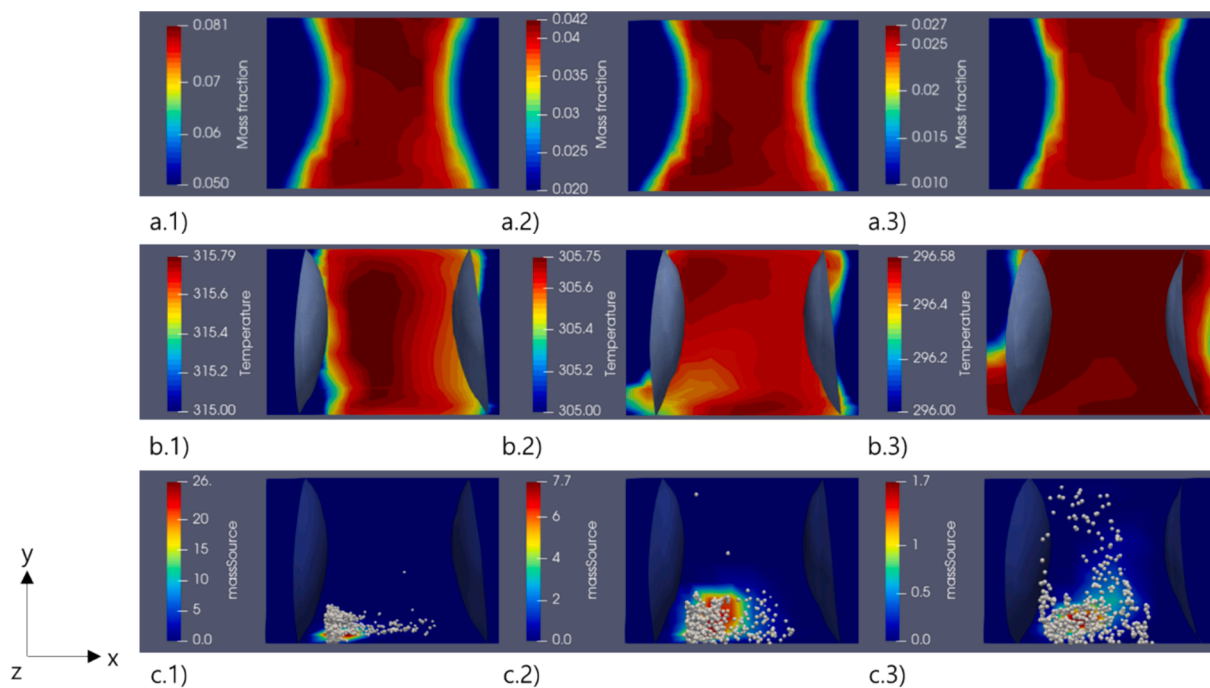 0.081
0.07
0.06
0.050
Mass fraction
0.042
0.04
0.035
0.03
0.025
0.020
Mass fraction
0.027
0.025
0.02
0.015
0.010
Mass fraction
a.1)
a.2)
a.3)
315.79
315.6
315.4
315.2
315.00
Temperature
305.75
305.6
305.4
305.2
305.00
Temperature
296.58
296.4
296.2
296.00
Temperature
b.1)
b.2)
b.3)
26.
20
15
10
5
0.0
massSource
7.7
6
4
2
0.0
massSource
1.7
1
0.5
0.0
massSource
y
z
x
c.1)
c.2)
c.3)